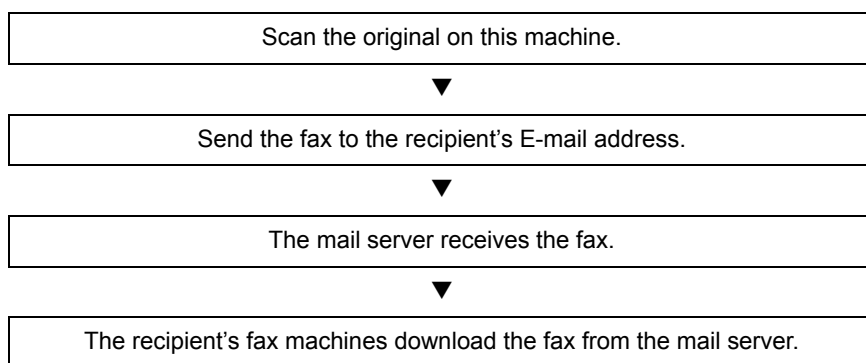 Scan the original on this machine.
Send the fax to the recipient's E-mail address.
The mail server receives the fax.
The recipient's fax machines download the fax from the mail server.